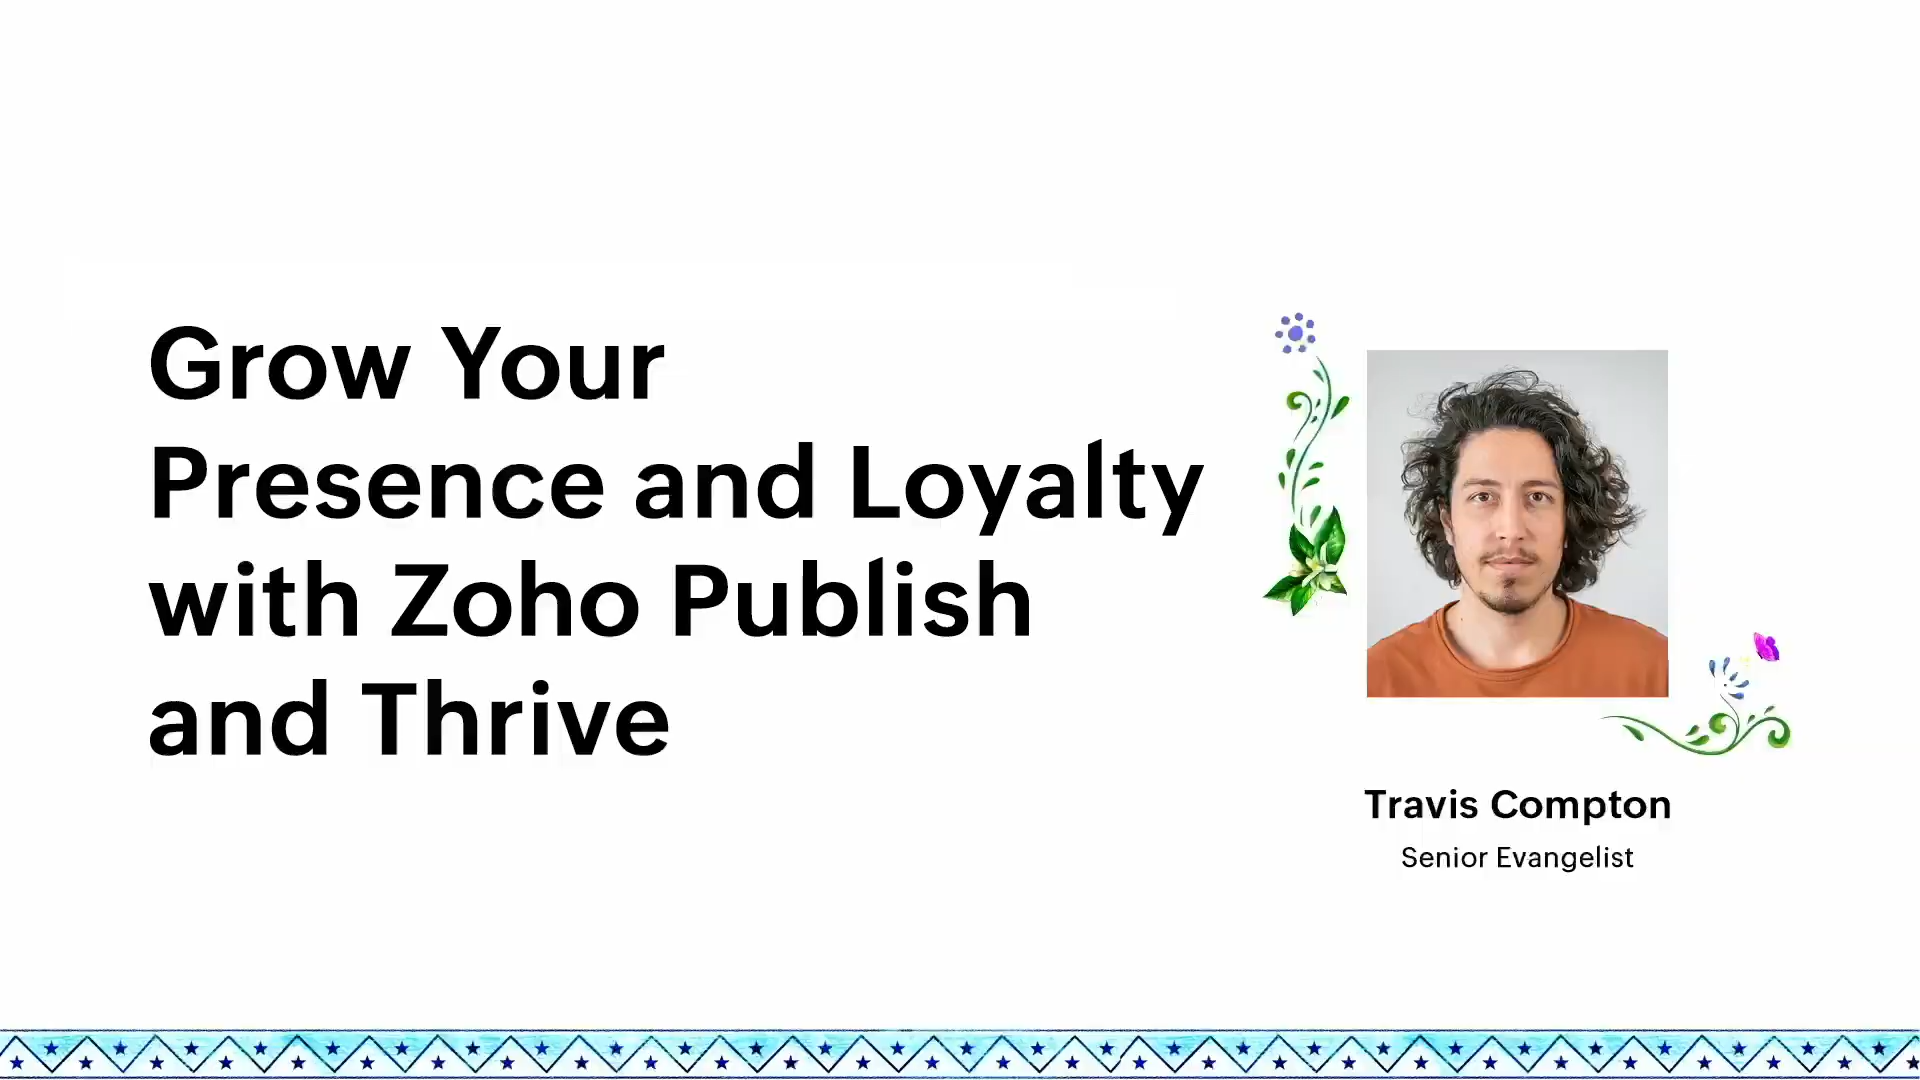 Grow Your
Presence and Loyalty
with Zoho Publish
and Thrive
Travis Compton
Senior Evangelist